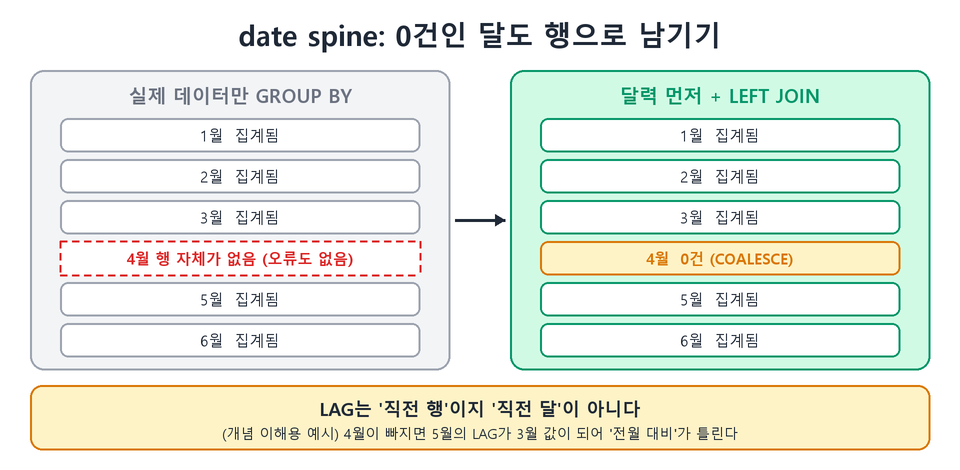 date spine: 0건인 달도 행으로 남기기
실제 데이터만 GROUP BY
1월 집계됨
2월 집계됨
3월 집계됨
4월 행 자체가 없음 (오류도 없음)
5월 집계됨
6월 집계됨
달력 먼저 + LEFT JOIN
1월 집계됨
2월 집계됨
3월 집계됨
4월 0건 (COALESCE)
5월 집계됨
6월 집계됨
LAG는 '직전 행'이지 '직전 달'이 아니다
(개념 이해용 예시) 4월이 빠지면 5월의 LAG가 3월 값이 되어 '전월 대비'가 틀린다